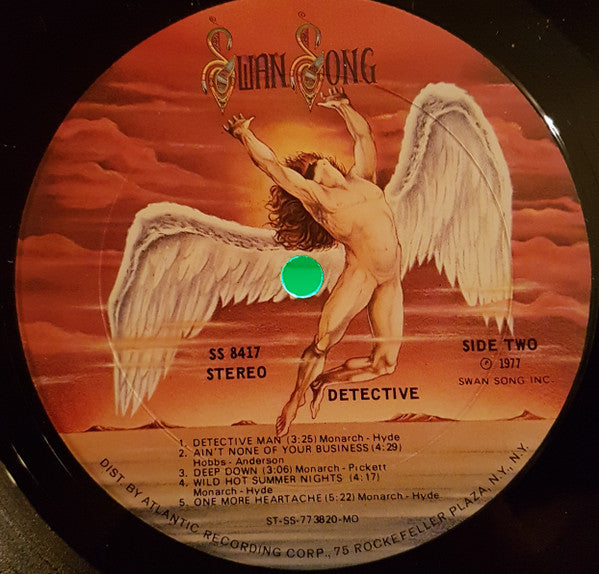 SWAN SONG
SS 8417
STEREO
SIDE TWO
℗ 1977
SWAN SONG INC.
DETECTIVE
1. DETECTIVE MAN (3:25) Monarch - Hyde
2. AIN'T NONE OF YOUR BUSINESS (4:29)
Hobbs - Anderson
3. DEEP DOWN (3:06) Monarch - Pickett
4. WILD HOT SUMMER NIGHTS (4:17)
Monarch - Hyde
5. ONE MORE HEARTACHE (5:22) Monarch - Hyde
ST-SS-773820-MO
DIST. BY ATLANTIC RECORDING CORP., 75 ROCKEFELLER PLAZA, N.Y., N.Y.